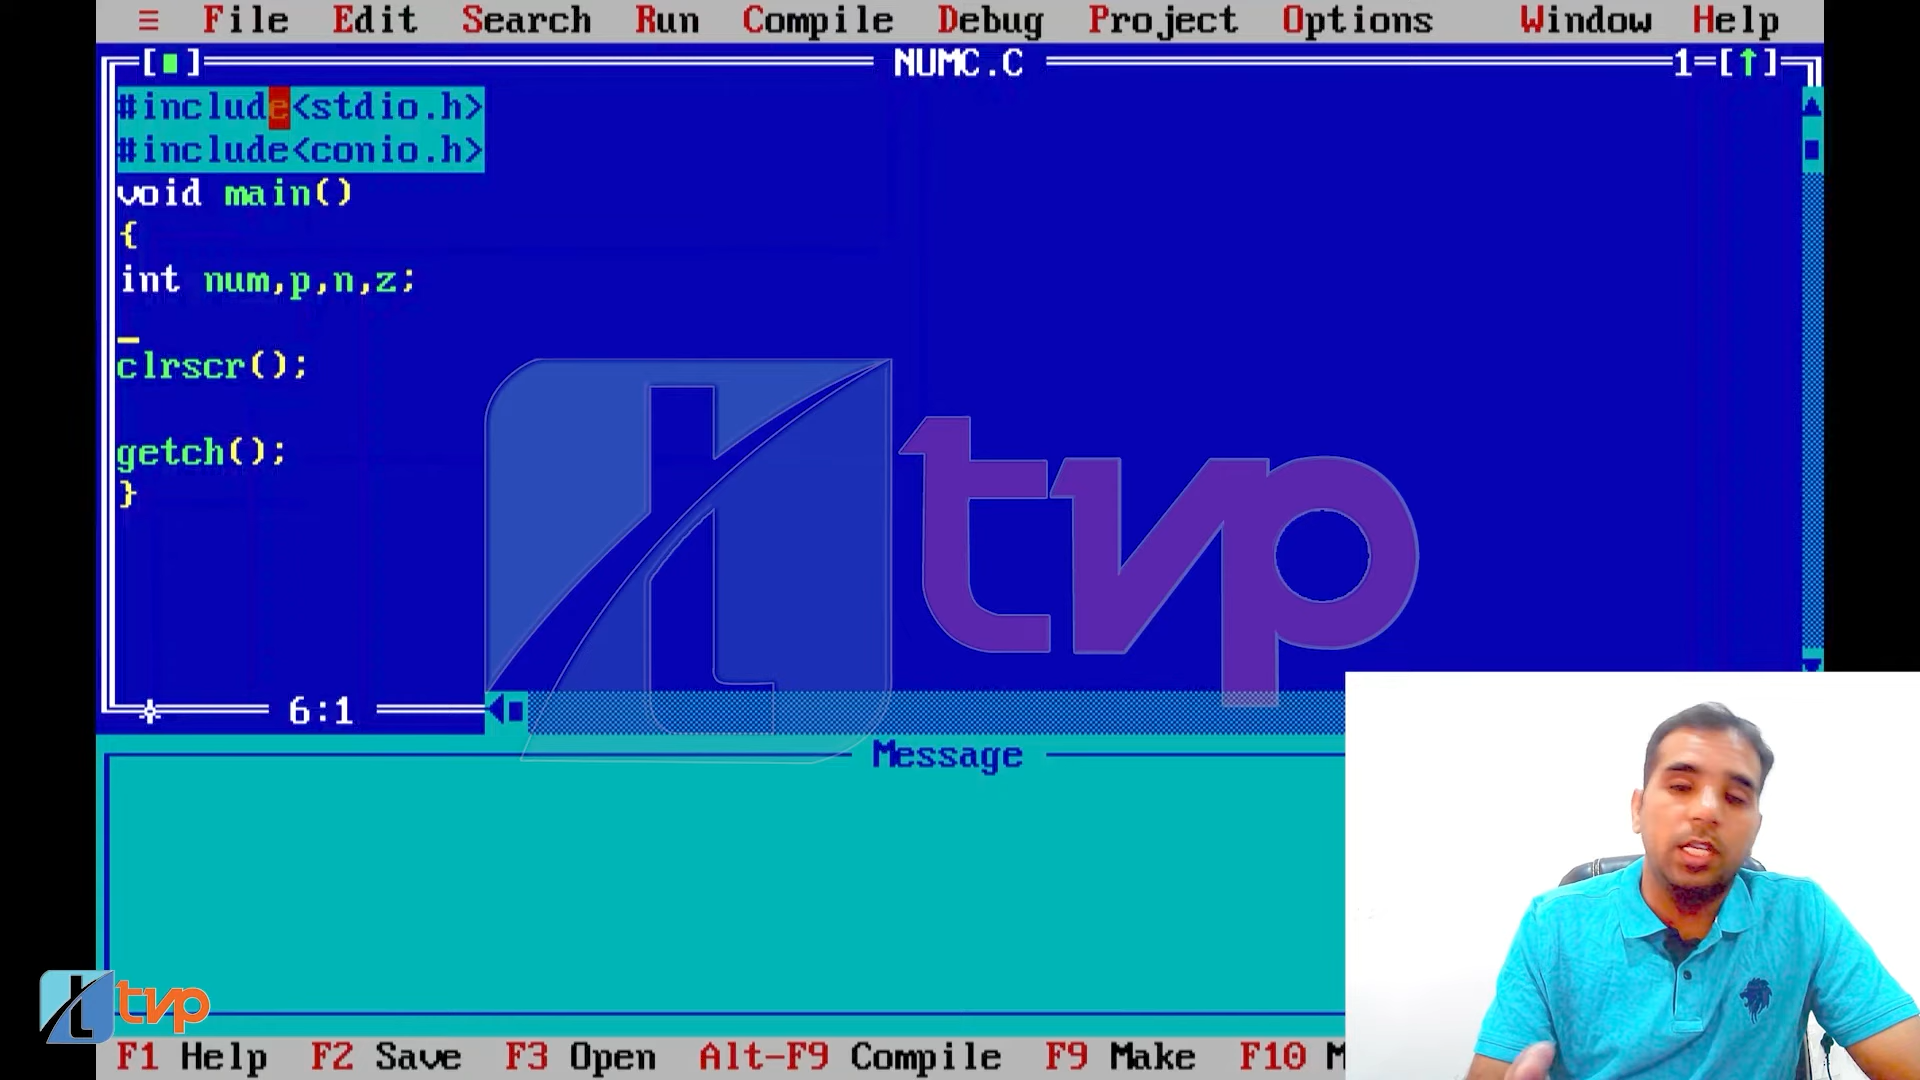 ≡ File Edit Search Run Compile Debug Project Options Window Help
[■] NUMC.C 1=[↑]
#include<stdio.h>
#include<conio.h>
void main()
{
int num,p,n,z;
_
clrscr();
getch();
}
tvp
6:1
Message
tvp
F1 Help F2 Save F3 Open Alt-F9 Compile F9 Make F10 M